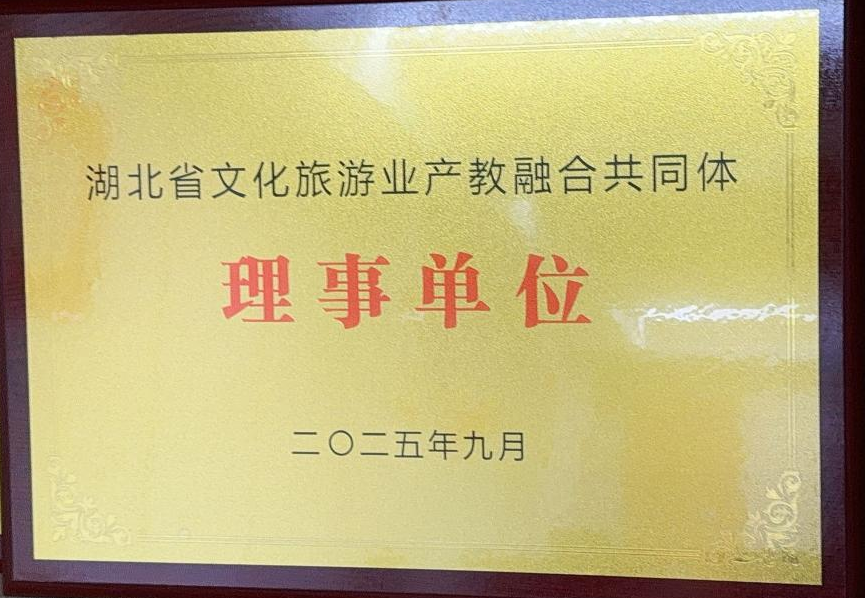 湖北省文化旅游业产教融合共同体
理事单位
二〇二五年九月